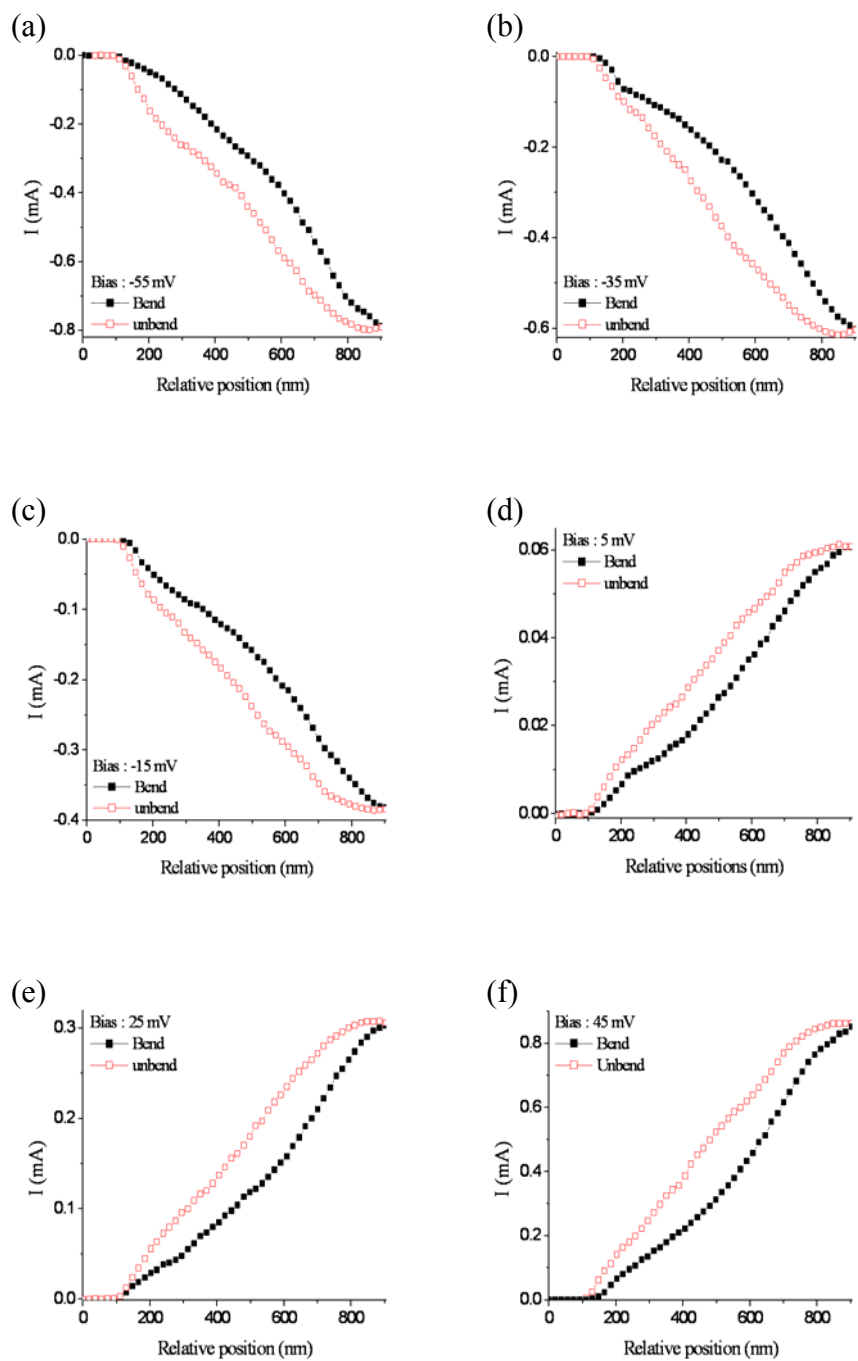 (a)
0.0
-0.2
-0.4
-0.6
-0.8
I (mA)
Bias : -55 mV
Bend
unbend
0 200 400 600 800
Relative position (nm)
(b)
0.0
-0.2
-0.4
-0.6
I (mA)
Bias : -35 mV
Bend
unbend
0 200 400 600 800
Relative position (nm)
(c)
0.0
-0.1
-0.2
-0.3
-0.4
I (mA)
Bias : -15 mV
Bend
unbend
0 200 400 600 800
Relative position (nm)
(d)
0.06
0.04
0.02
0.00
I (mA)
Bias : 5 mV
Bend
unbend
0 200 400 600 800
Relative positions (nm)
(e)
0.3
0.2
0.1
0.0
I (mA)
Bias : 25 mV
Bend
unbend
0 200 400 600 800
Relative position (nm)
(f)
0.8
0.6
0.4
0.2
0.0
I (mA)
Bias : 45 mV
Bend
Unbend
0 200 400 600 800
Relative position (nm)